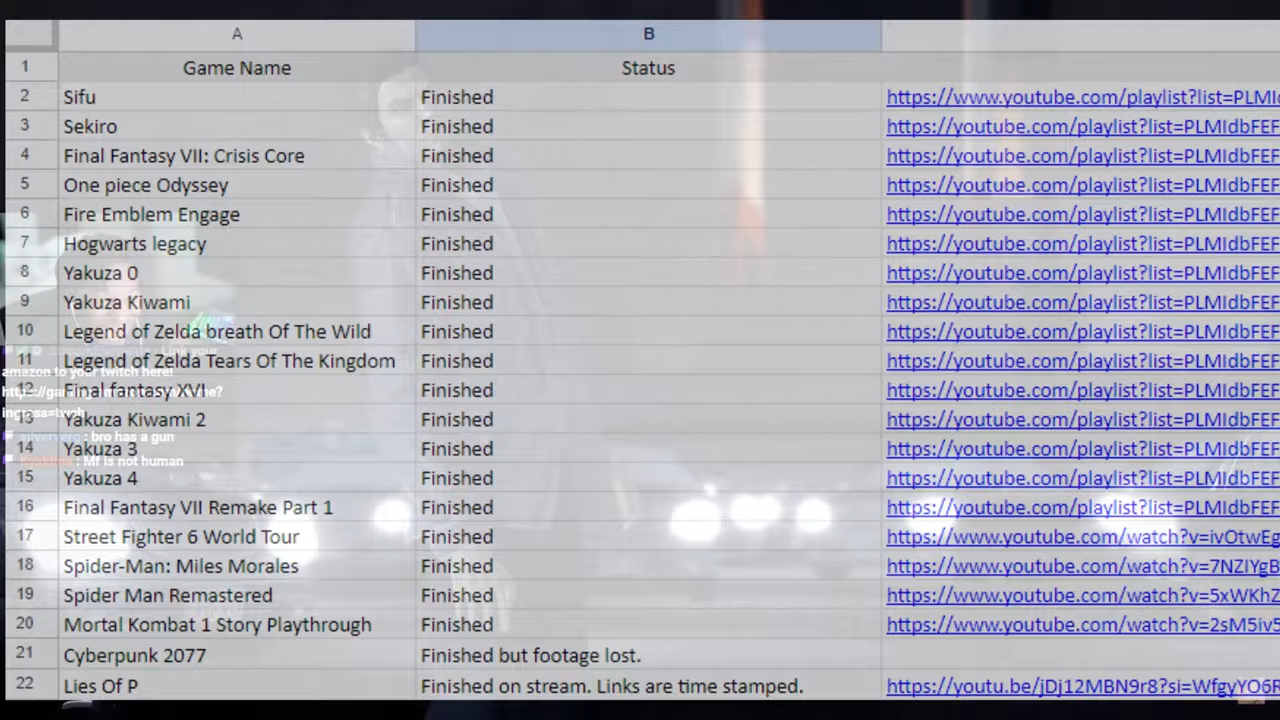 A B
1 Game Name Status
2 Sifu Finished https://www.youtube.com/playlist?list=PLMId
3 Sekiro Finished https://youtube.com/playlist?list=PLMIdbFEF
4 Final Fantasy VII: Crisis Core Finished https://youtube.com/playlist?list=PLMIdbFEF
5 One piece Odyssey Finished https://youtube.com/playlist?list=PLMIdbFEF
6 Fire Emblem Engage Finished https://youtube.com/playlist?list=PLMIdbFEF
7 Hogwarts legacy Finished https://youtube.com/playlist?list=PLMIdbFEF
8 Yakuza 0 Finished https://youtube.com/playlist?list=PLMIdbFEF
9 Yakuza Kiwami Finished https://youtube.com/playlist?list=PLMIdbFEF
10 Legend of Zelda breath Of The Wild Finished https://youtube.com/playlist?list=PLMIdbFEF
Link your
11 Legend of Zelda Tears Of The Kingdom Finished https://youtube.com/playlist?list=PLMIdbFEF
amazon to your twitch here!
12 Final fantasy XVI Finished https://youtube.com/playlist?list=PLMIdbFEF
13 Yakuza Kiwami 2 Finished https://youtube.com/playlist?list=PLMIdbFEF
: bro has a gun
14 Yakuza 3 Finished https://youtube.com/playlist?list=PLMIdbFEF
: Mf is not human
15 Yakuza 4 Finished https://youtube.com/playlist?list=PLMIdbFEF
16 Final Fantasy VII Remake Part 1 Finished https://youtube.com/playlist?list=PLMIdbFEF
17 Street Fighter 6 World Tour Finished https://www.youtube.com/watch?v=ivOtwEg
18 Spider-Man: Miles Morales Finished https://www.youtube.com/watch?v=7NZIYgB
19 Spider Man Remastered Finished https://www.youtube.com/watch?v=5xWKhZ
20 Mortal Kombat 1 Story Playthrough Finished https://www.youtube.com/watch?v=2sM5iv5
21 Cyberpunk 2077 Finished but footage lost.
22 Lies Of P Finished on stream. Links are time stamped. https://youtu.be/jDj12MBN9r8?si=WfgyYO6R